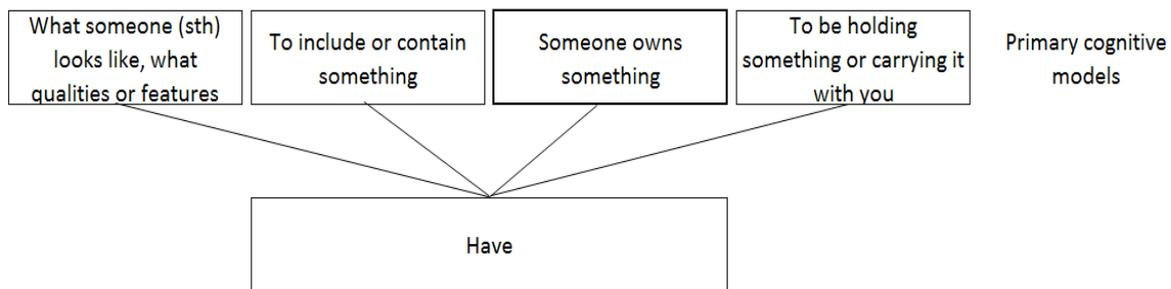 What someone (sth)
looks like, what
qualities or features
To include or contain
something
Someone owns
something
To be holding
something or carrying it
with you
Primary cognitive
models
Have